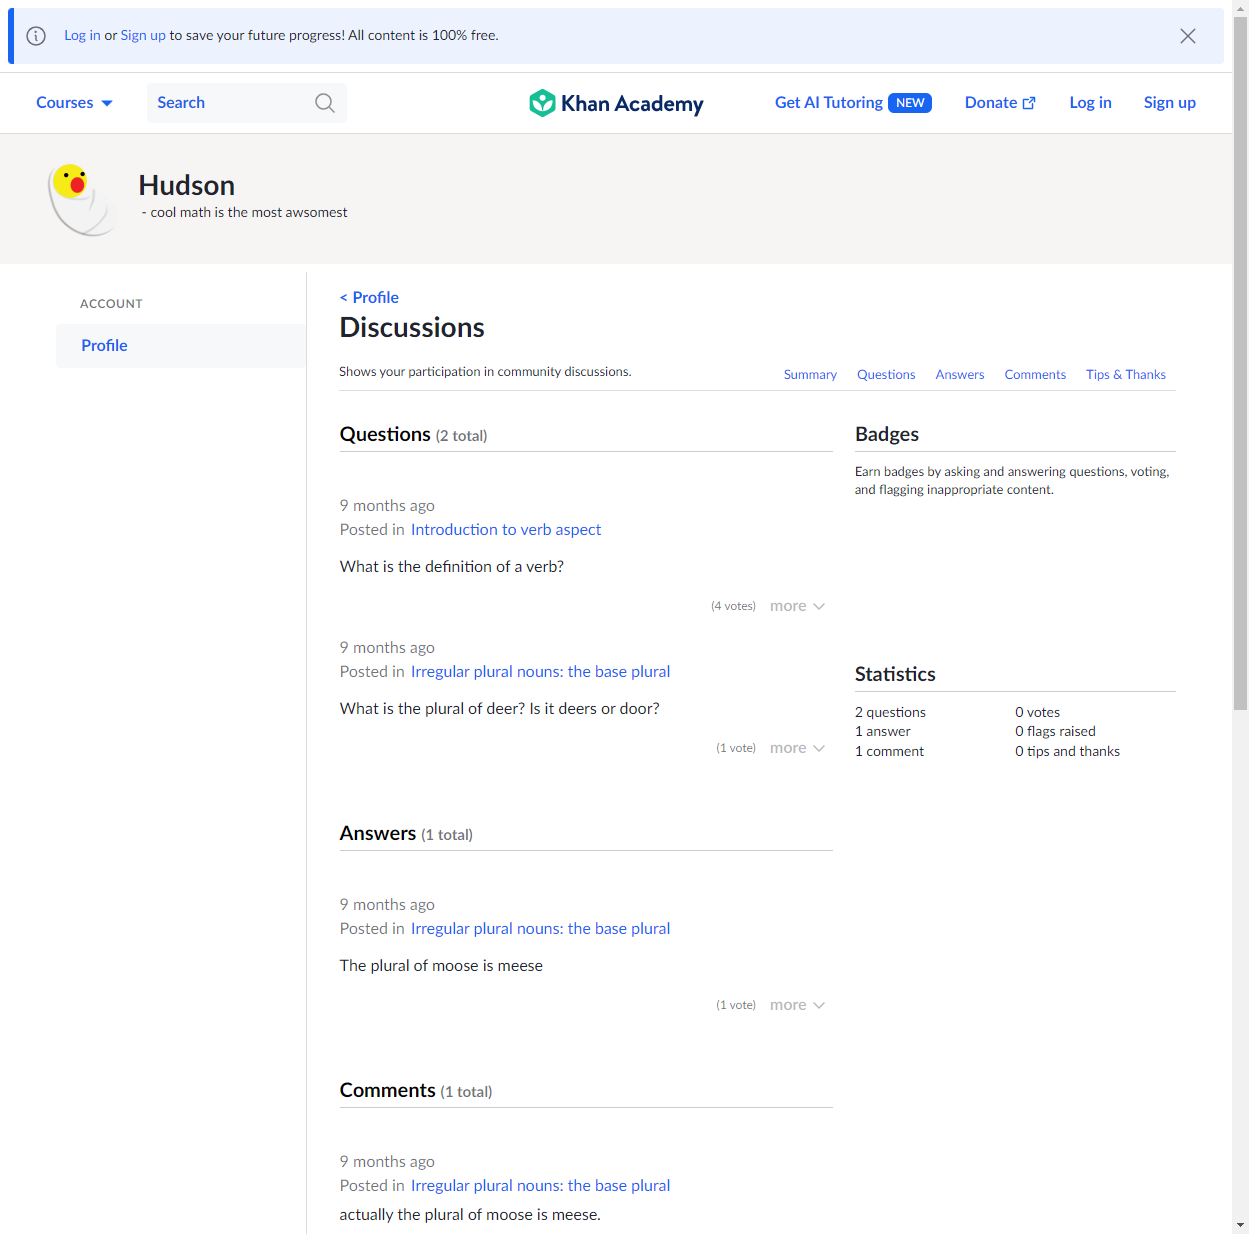 Log in or Sign up to save your future progress! All content is 100% free.
Courses
Search
Khan Academy
Get AI Tutoring NEW
Donate
Log in
Sign up
Hudson
- cool math is the most awsomest
ACCOUNT
Profile
< Profile
Discussions
Shows your participation in community discussions.
Summary
Questions
Answers
Comments
Tips & Thanks
Questions (2 total)
9 months ago
Posted in Introduction to verb aspect
What is the definition of a verb?
(4 votes) more
9 months ago
Posted in Irregular plural nouns: the base plural
What is the plural of deer? Is it deers or door?
(1 vote) more
Answers (1 total)
9 months ago
Posted in Irregular plural nouns: the base plural
The plural of moose is meese
(1 vote) more
Comments (1 total)
9 months ago
Posted in Irregular plural nouns: the base plural
actually the plural of moose is meese.
Badges
Earn badges by asking and answering questions, voting,
and flagging inappropriate content.
Statistics
2 questions 0 votes
1 answer 0 flags raised
1 comment 0 tips and thanks